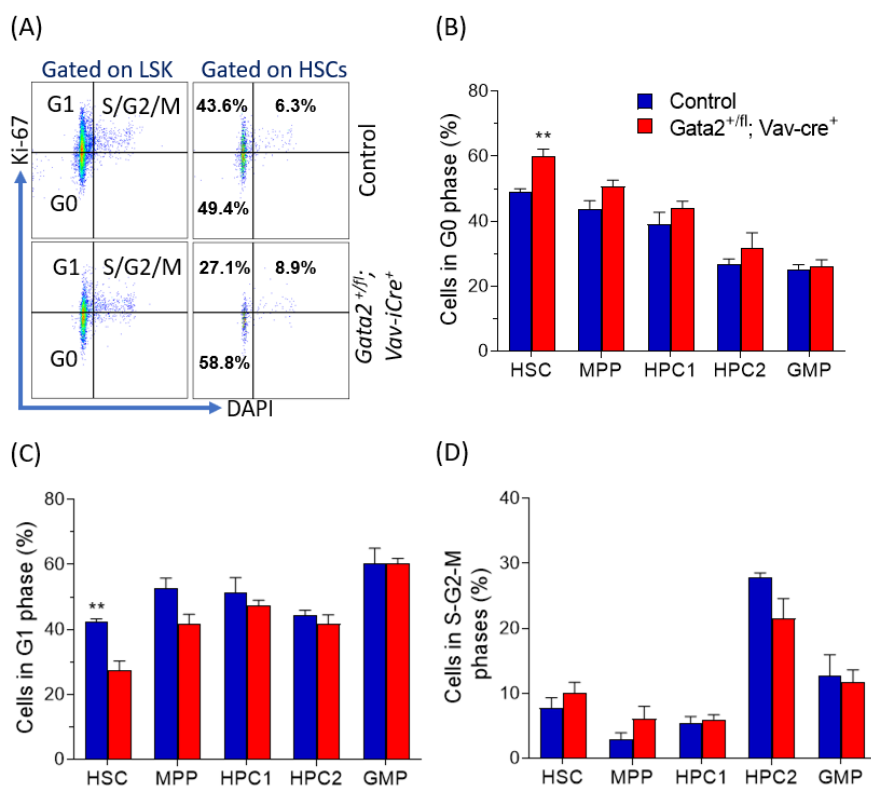 (A)
Gated on LSK Gated on HSCs
G1 S/G2/M 43.6% 6.3%
G0 49.4%
Control
G1 S/G2/M 27.1% 8.9%
G0 58.8%
Gata2+/fl;
Vav-iCre+
Ki-67
DAPI
(B)
Control
Gata2+/fl; Vav-cre+
**
Cells in G0 phase (%)
80
60
40
20
0
HSC MPP HPC1 HPC2 GMP
(C)
Cells in G1 phase (%)
80
60
40
20
0
**
HSC MPP HPC1 HPC2 GMP
(D)
Cells in S-G2-M
phases (%)
40
30
20
10
0
HSC MPP HPC1 HPC2 GMP